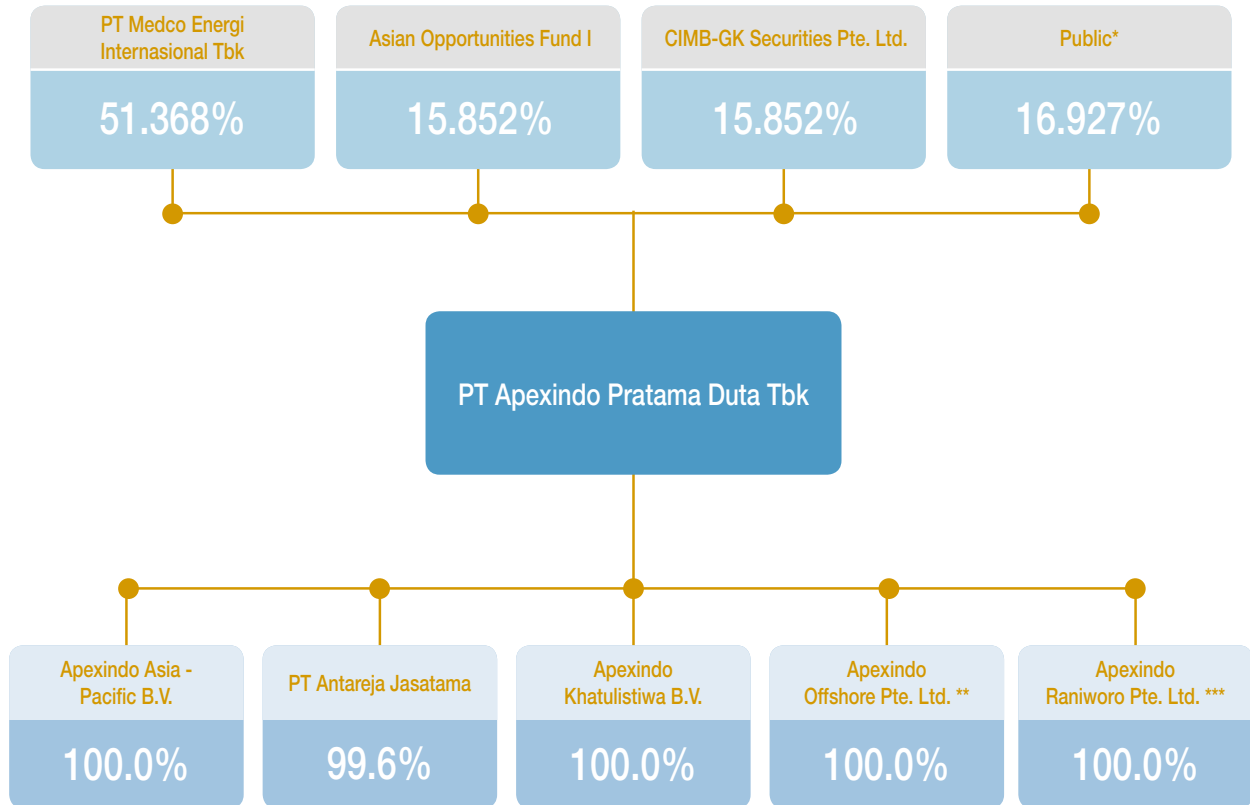 PT Medco Energi
Internasional Tbk
51.368%
Asian Opportunities Fund I
15.852%
CIMB-GK Securities Pte. Ltd.
15.852%
Public*
16.927%
PT Apexindo Pratama Duta Tbk
Apexindo Asia -
Pacific B.V.
100.0%
PT Antareja Jasatama
99.6%
Apexindo
Khatulistiwa B.V.
100.0%
Apexindo
Offshore Pte. Ltd. **
100.0%
Apexindo
Raniworo Pte. Ltd. ***
100.0%